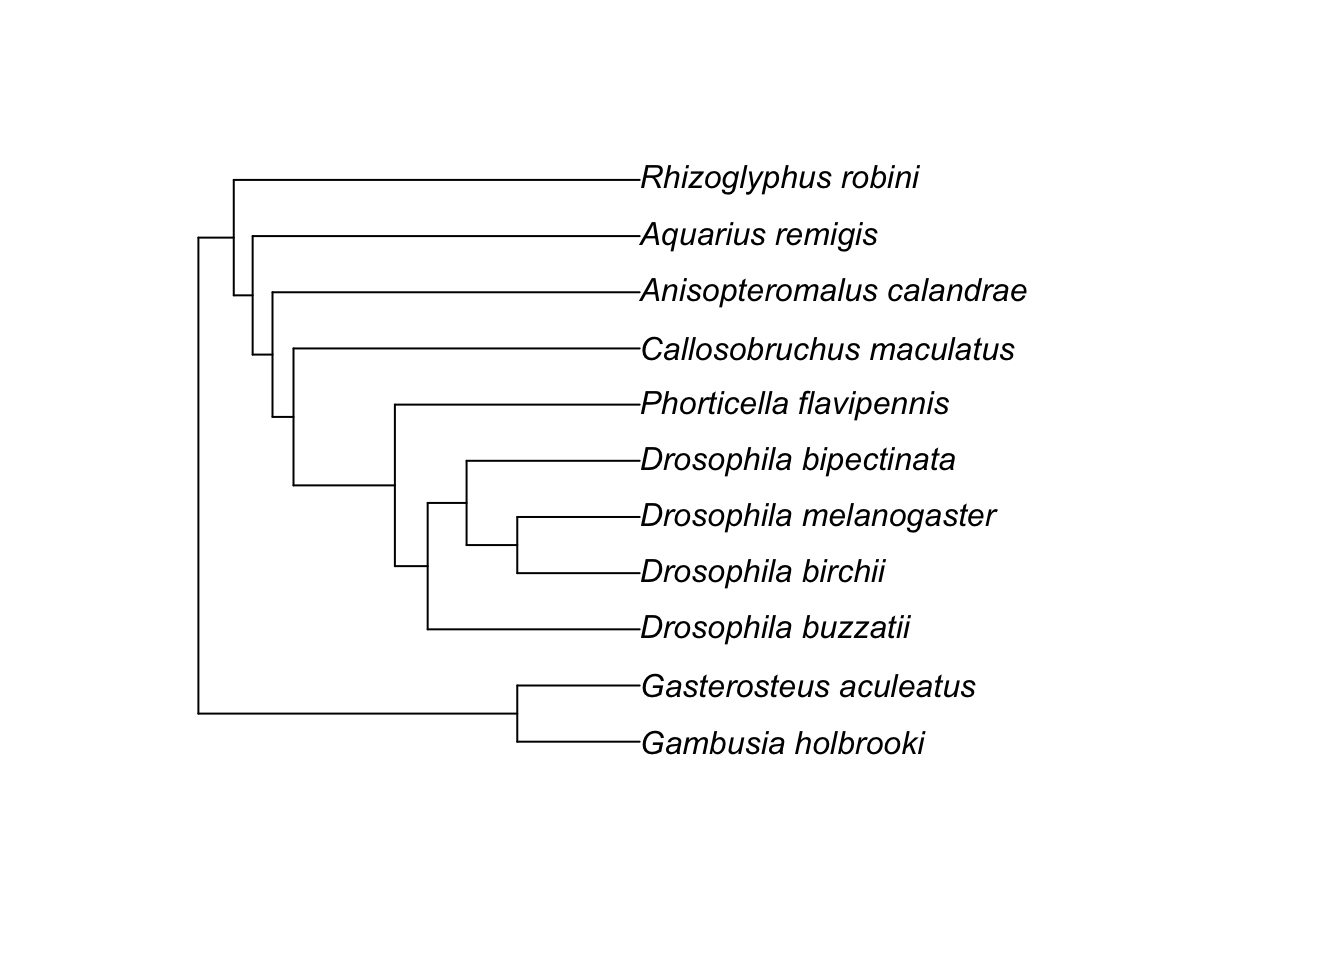 Rhizoglyphus robini
Aquarius remigis
Anisopteromalus calandrae
Callosobruchus maculatus
Phorticella flavipennis
Drosophila bipectinata
Drosophila melanogaster
Drosophila birchii
Drosophila buzzatii
Gasterosteus aculeatus
Gambusia holbrooki